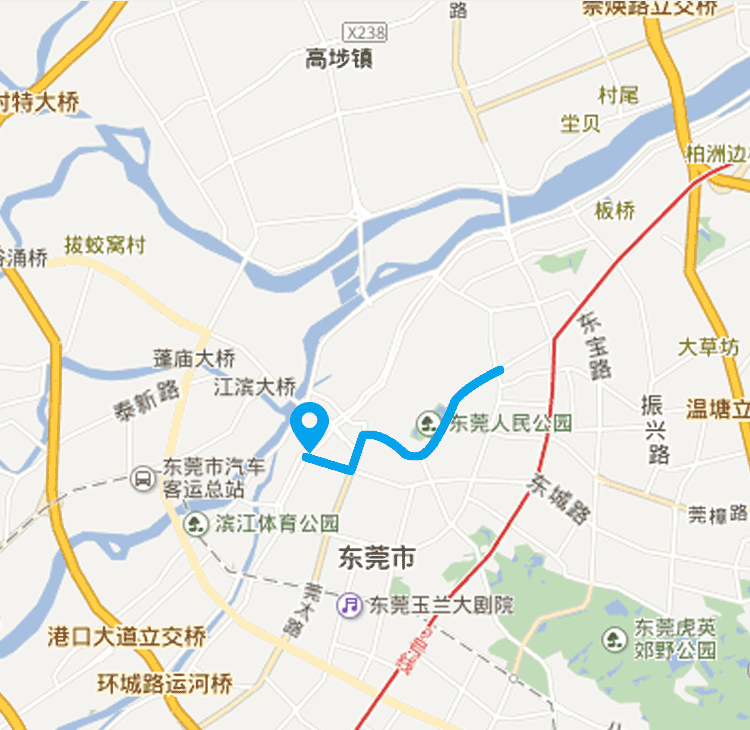 路
崇焕路立交桥
X238
高埗镇
村特大桥
村尾
坣贝
柏洲边
板桥
拔蛟窝村
涌桥
东宝路
蓬庙大桥
大草坊
江滨大桥
泰新路
振兴路
温塘立
东莞人民公园
东莞市汽车
客运总站
东城路
莞樟路
滨江体育公园
东莞市
莞太路
东莞玉兰大剧院
2号线
港口大道立交桥
东莞虎英
郊野公园
环城路运河桥